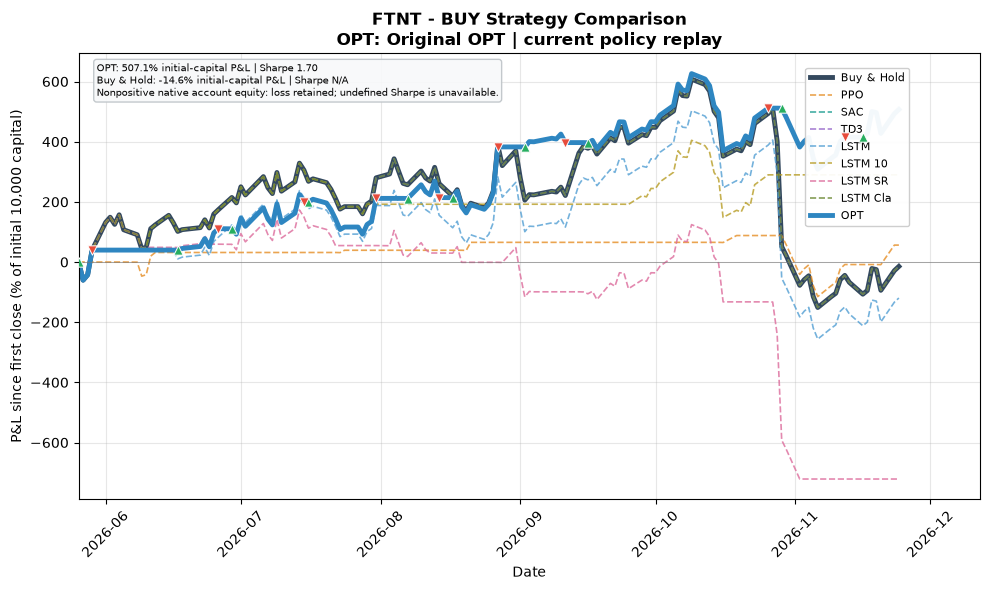 FTNT - BUY Strategy Comparison
OPT: Original OPT | current policy replay
OPT: 507.1% initial-capital P&L | Sharpe 1.70
Buy & Hold: -14.6% initial-capital P&L | Sharpe N/A
Nonpositive native account equity: loss retained; undefined Sharpe is unavailable.
Buy & Hold
PPO
SAC
TD3
LSTM
LSTM 10
LSTM SR
LSTM Cla
OPT
P&L since first close (% of initial 10,000 capital)
600
400
200
0
−200
−400
−600
2026-06
2026-07
2026-08
2026-09
2026-10
2026-11
2026-12
Date